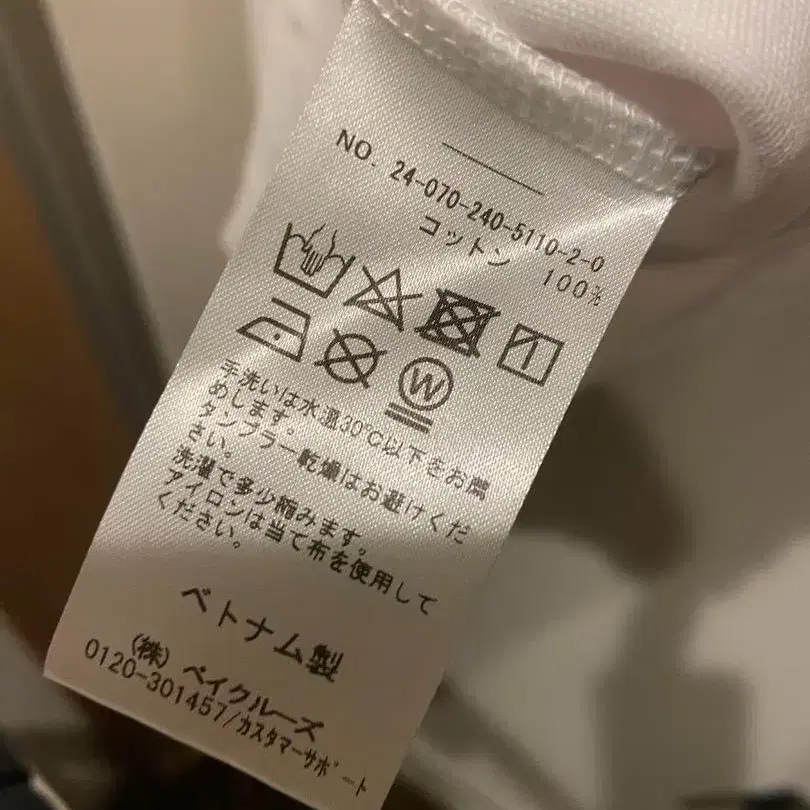 NO. 24-070-240-5110-2-0
コットン 100%
W
手洗いは水温30℃以下をお薦
めします。
タンブラー乾燥はお避けくだ
さい。
洗濯で多少縮みます。
アイロンは当て布を使用して
ください。
ベトナム製
(株) ベイクルーズ
0120-301457/カスタマーサポート